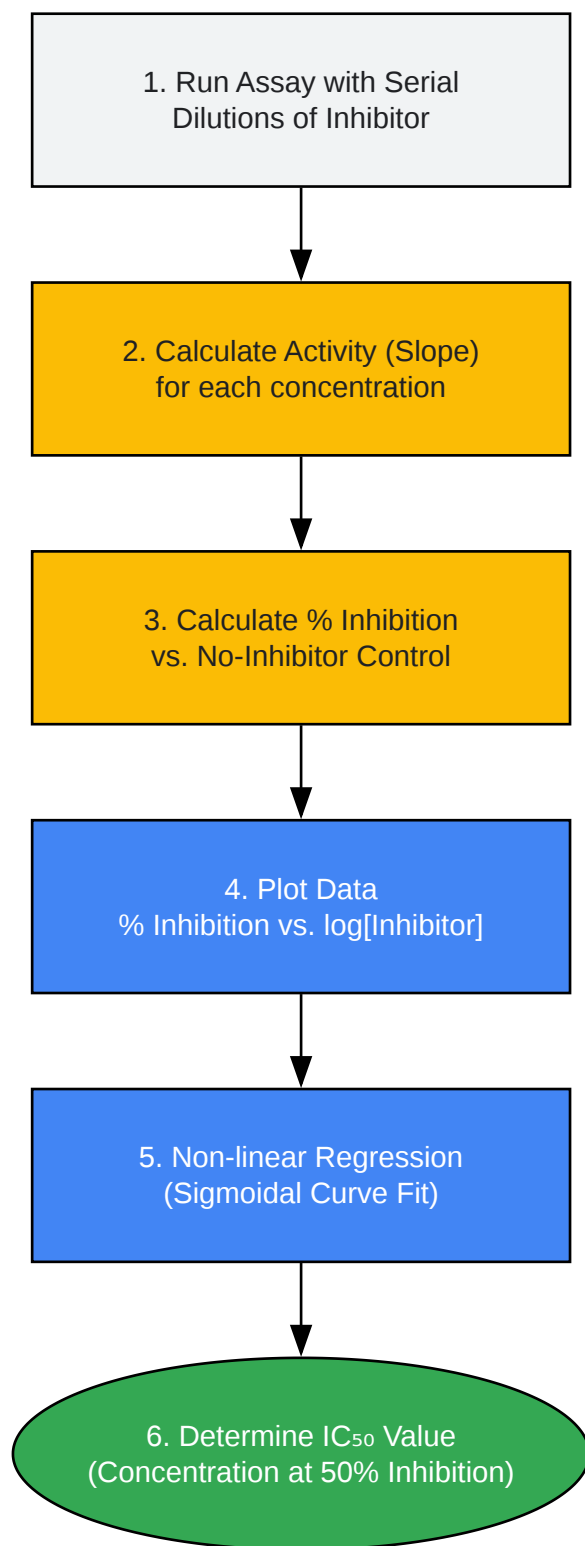 1. Run Assay with Serial
Dilutions of Inhibitor
2. Calculate Activity (Slope)
for each concentration
3. Calculate % Inhibition
vs. No-Inhibitor Control
4. Plot Data
% Inhibition vs. log[Inhibitor]
5. Non-linear Regression
(Sigmoidal Curve Fit)
6. Determine IC₅₀ Value
(Concentration at 50% Inhibition)